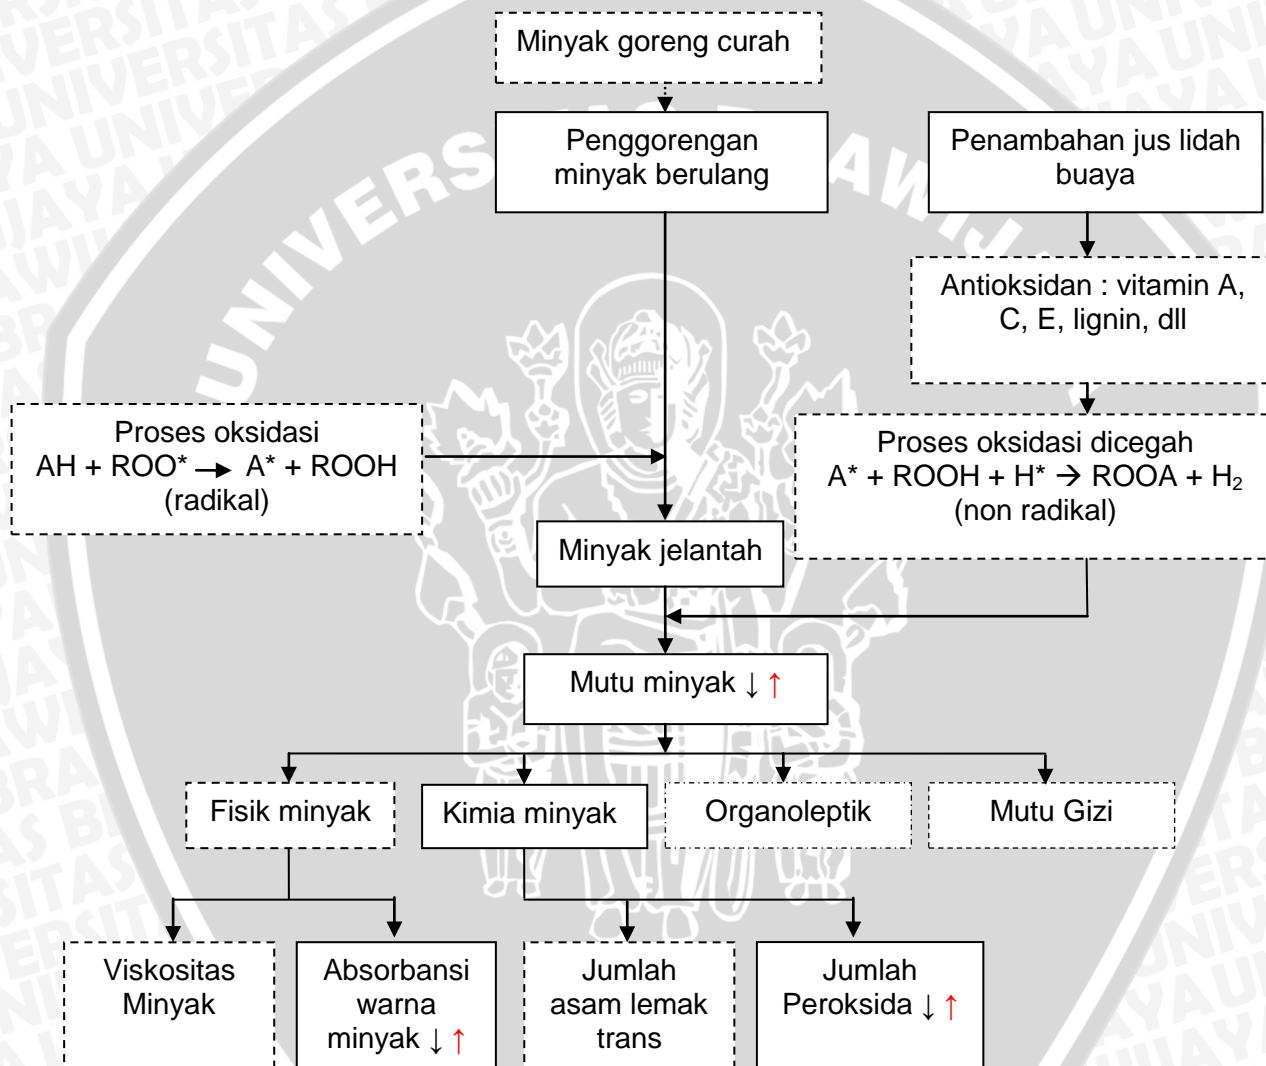 Minyak goreng curah
Penggorengan
minyak berulang
Penambahan jus lidah
buaya
Antioksidan : vitamin A,
C, E, lignin, dll
Proses oksidasi
AH + ROO* → A* + ROOH
(radikal)
Proses oksidasi dicegah
A* + ROOH + H* → ROOA + H₂
(non radikal)
Minyak jelantah
Mutu minyak ↓ ↑
Fisik minyak
Kimia minyak
Organoleptik
Mutu Gizi
Viskositas
Minyak
Absorbansi
warna
minyak ↓ ↑
Jumlah
asam lemak
trans
Jumlah
Peroksida ↓ ↑